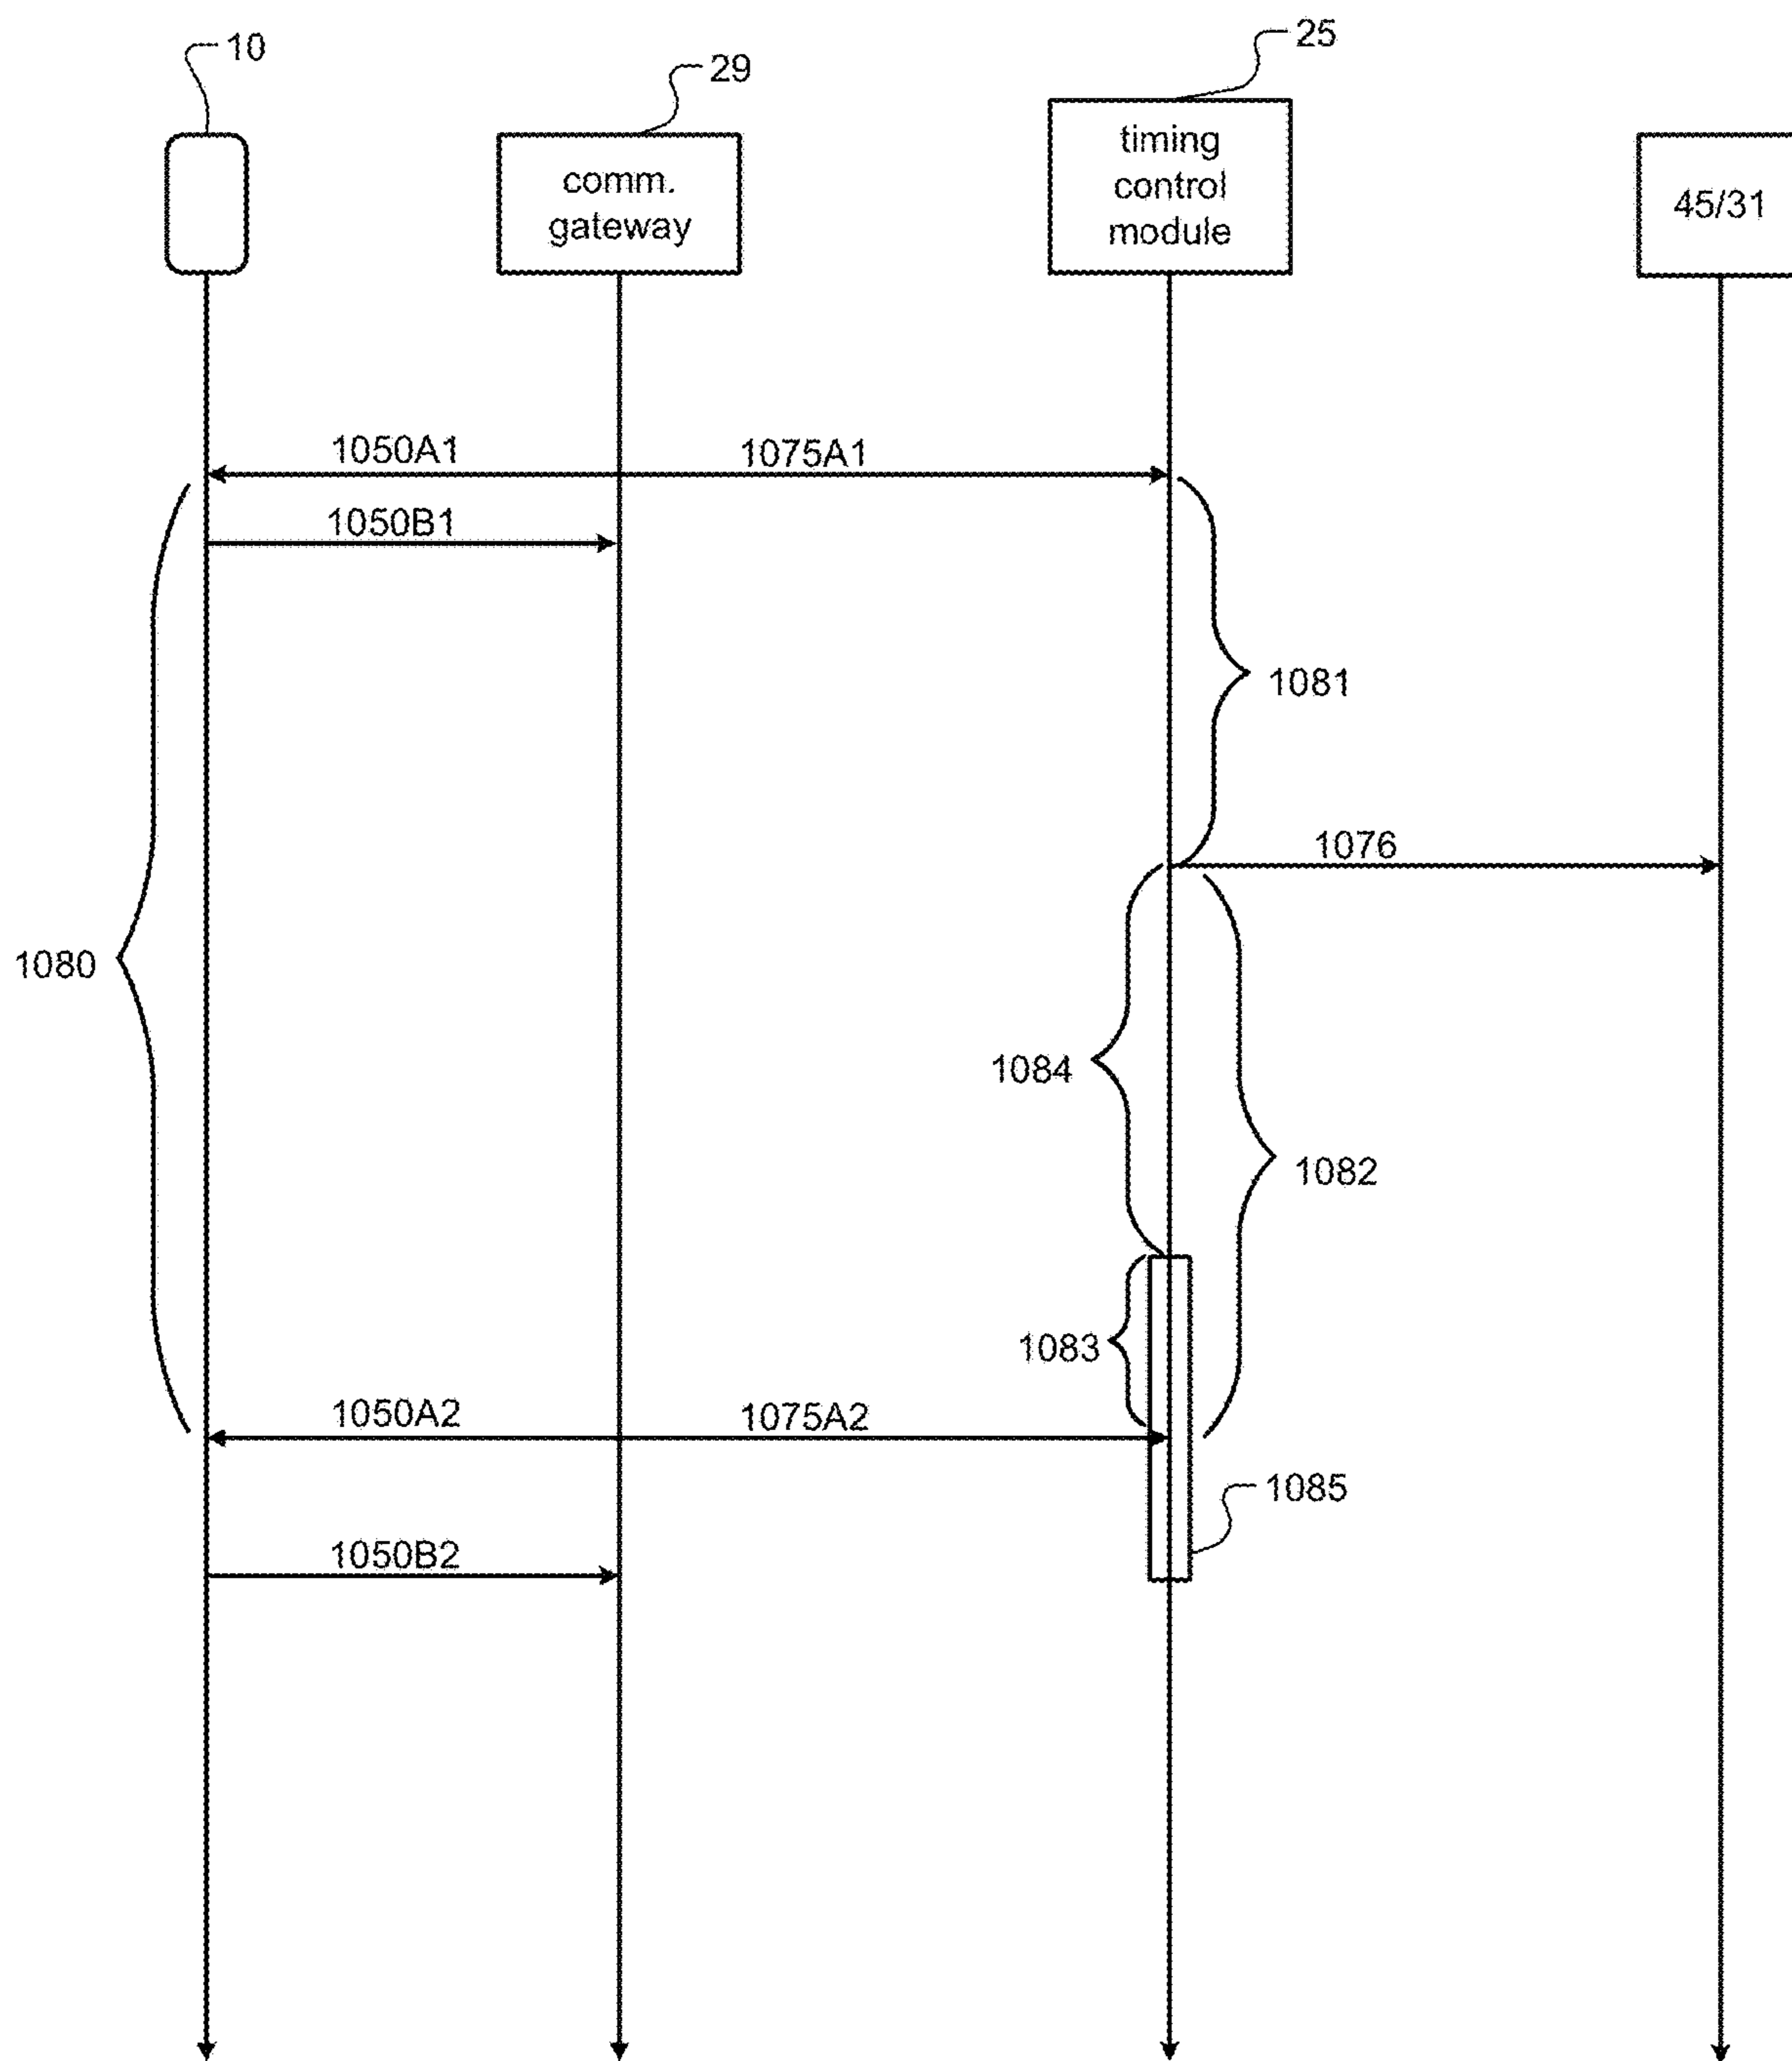 10
29
25
comm.
gateway
timing
control
module
45/31
1050A1
1075A1
1050B1
1081
1076
1080
1084
1082
1083
1050A2
1075A2
1085
1050B2